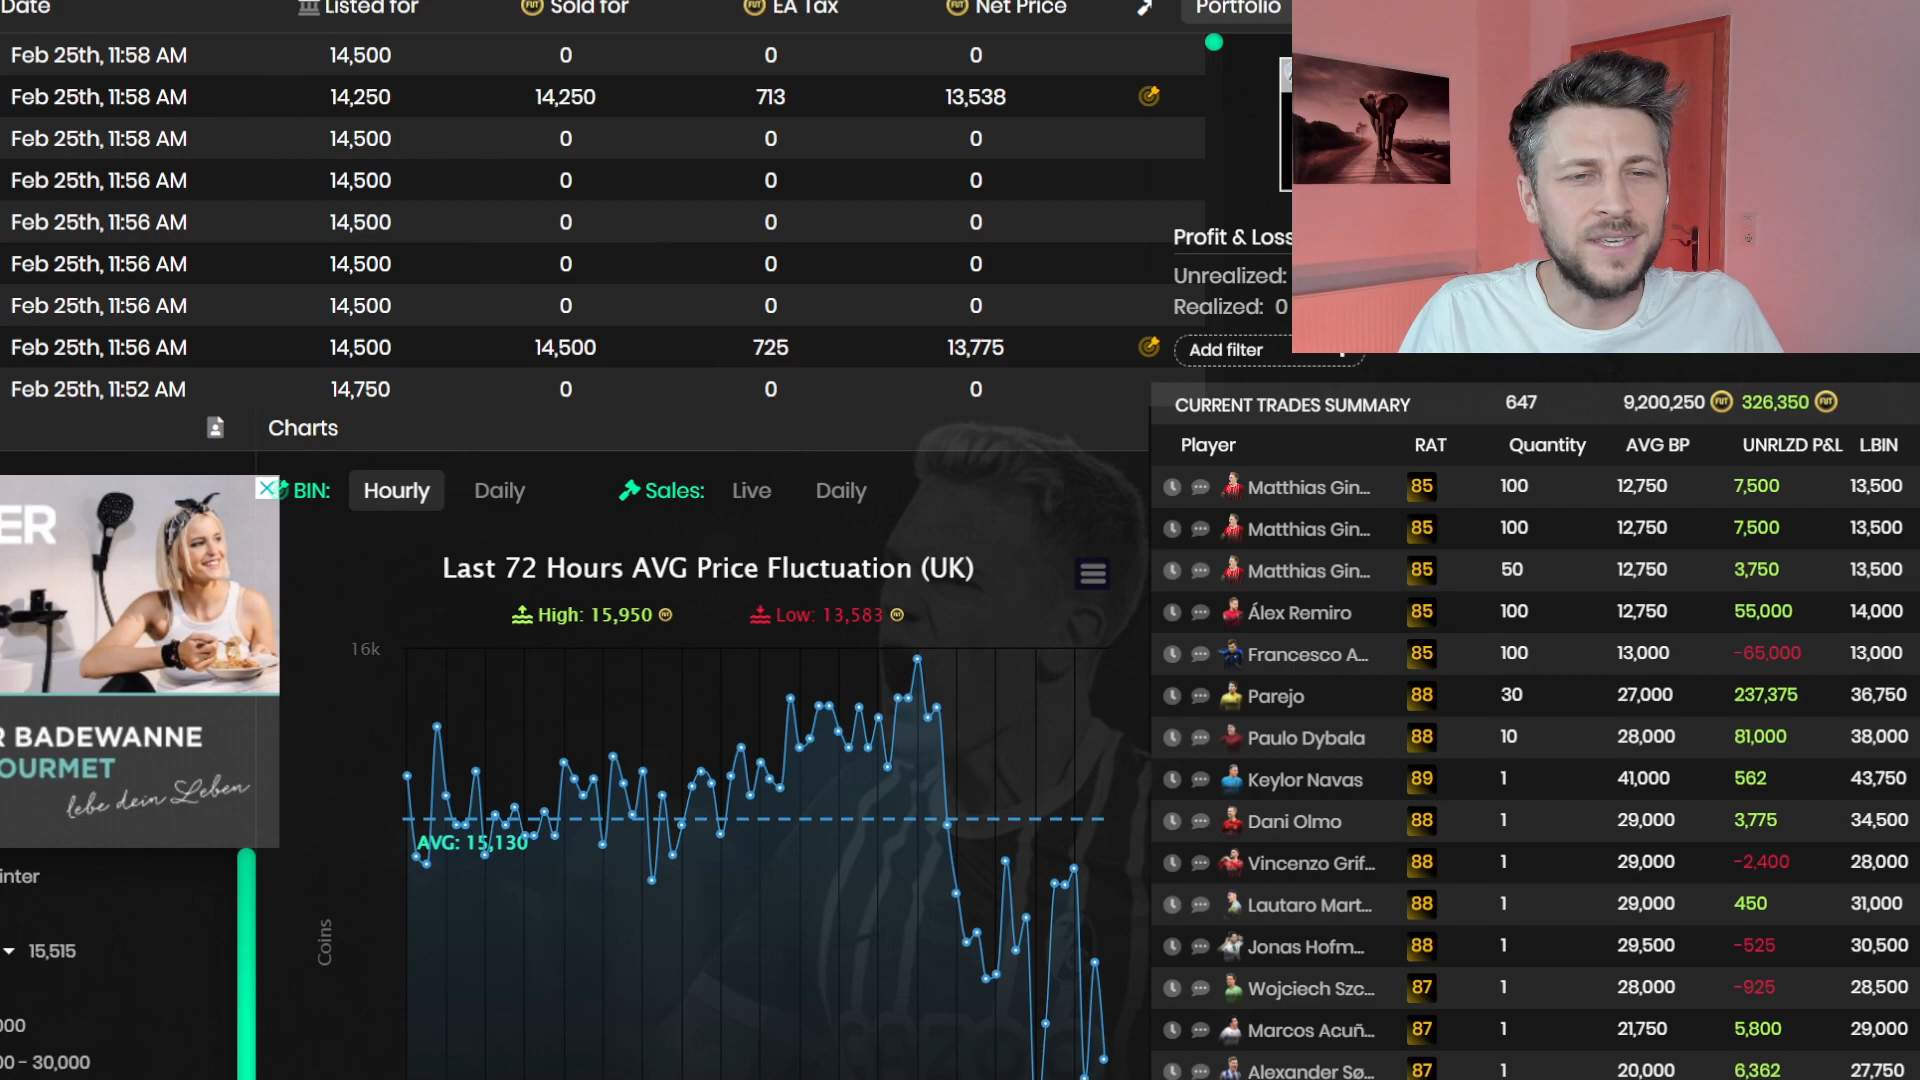 Date Listed for Sold for EA Tax Net Price
Feb 25th, 11:58 AM 14,500 0 0 0
Feb 25th, 11:58 AM 14,250 14,250 713 13,538
Feb 25th, 11:58 AM 14,500 0 0 0
Feb 25th, 11:56 AM 14,500 0 0 0
Feb 25th, 11:56 AM 14,500 0 0 0
Feb 25th, 11:56 AM 14,500 0 0 0
Feb 25th, 11:56 AM 14,500 0 0 0
Feb 25th, 11:56 AM 14,500 14,500 725 13,775
Feb 25th, 11:52 AM 14,750 0 0 0
Portfolio
Profit & Loss
Unrealized:
Realized: 0
Add filter
Charts
BIN: Hourly Daily Sales: Live Daily
Last 72 Hours AVG Price Fluctuation (UK)
High: 15,950 Low: 13,583
16k
AVG: 15,130
Coins
ER
R BADEWANNE
OURMET
lebe dein Leben
inter
15,515
000
00 - 30,000
CURRENT TRADES SUMMARY 647 9,200,250 326,350
Player RAT Quantity AVG BP UNRLZD P&L LBIN
Matthias Gin... 85 100 12,750 7,500 13,500
Matthias Gin... 85 100 12,750 7,500 13,500
Matthias Gin... 85 50 12,750 3,750 13,500
Álex Remiro 85 100 12,750 55,000 14,000
Francesco A... 85 100 13,000 -65,000 13,000
Parejo 88 30 27,000 237,375 36,750
Paulo Dybala 88 10 28,000 81,000 38,000
Keylor Navas 89 1 41,000 562 43,750
Dani Olmo 88 1 29,000 3,775 34,500
Vincenzo Grif... 88 1 29,000 -2,400 28,000
Lautaro Mart... 88 1 29,000 450 31,000
Jonas Hofm... 88 1 29,500 -525 30,500
Wojciech Szc... 87 1 28,000 -925 28,500
Marcos Acuñ... 87 1 21,750 5,800 29,000
Alexander Sø... 87 1 20,000 6,362 27,750